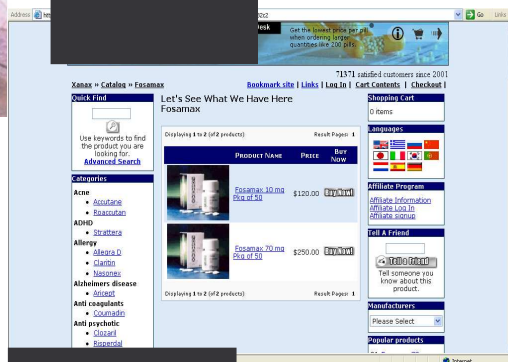 Address
Go
Links
Desk
Get the lowest price per pill
when ordering larger
quantities like 200 pills.
71371 satisfied customers since 2001
Xanax » Catalog » Fosamax
Bookmark site | Links | Log In | Cart Contents | Checkout |
Quick Find
Use keywords to find
the product you are
looking for.
Advanced Search
Categories
Acne
Accutane
Roaccutan
ADHD
Strattera
Allergy
Allegra D
Claritin
Nasonex
Alzheimers disease
Aricept
Anti coagulants
Coumadin
Anti psychotic
Clozaril
Risperdal
Let's See What We Have Here
Fosamax
Displaying 1 to 2 (of 2 products)
Result Pages: 1
Product Name
Price
Buy Now
Fosamax 10 mg
Pkg of 50
$120.00
Buy Now!
Fosamax 70 mg
Pkg of 50
$250.00
Buy Now!
Displaying 1 to 2 (of 2 products)
Result Pages: 1
Shopping Cart
0 items
Languages
Affiliate Program
Affiliate Information
Affiliate Log In
Affiliate signup
Tell A Friend
Tell a friend
Tell someone you
know about this
product.
Manufacturers
Please Select
Popular products
Internet